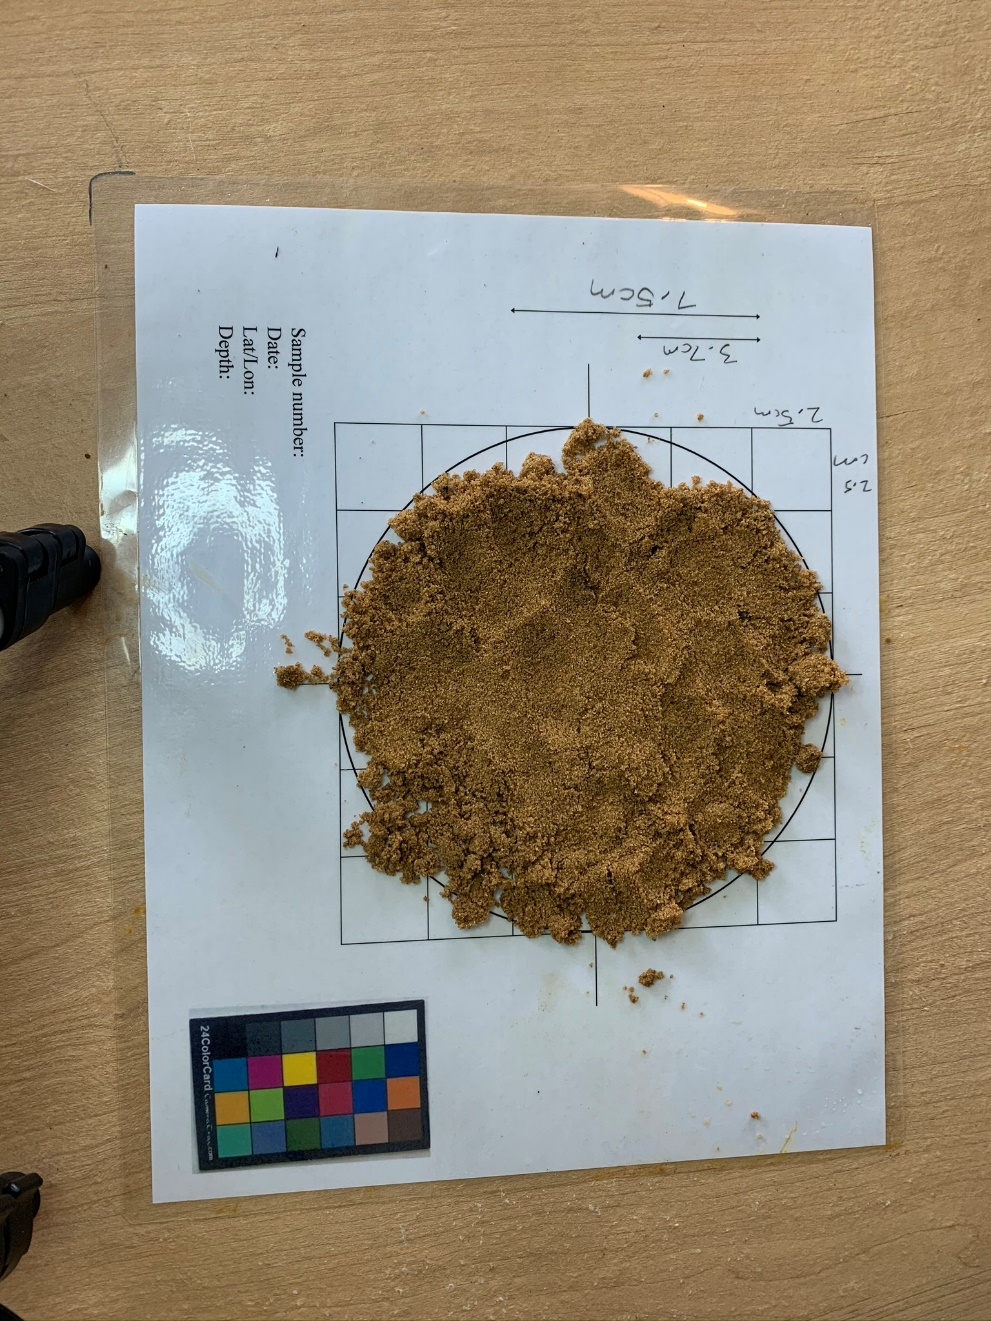 Sample number:
Date:
Lat/Lon:
Depth:
7.5cm
3.7cm
2.5cm
2.5
cm
24ColorCard